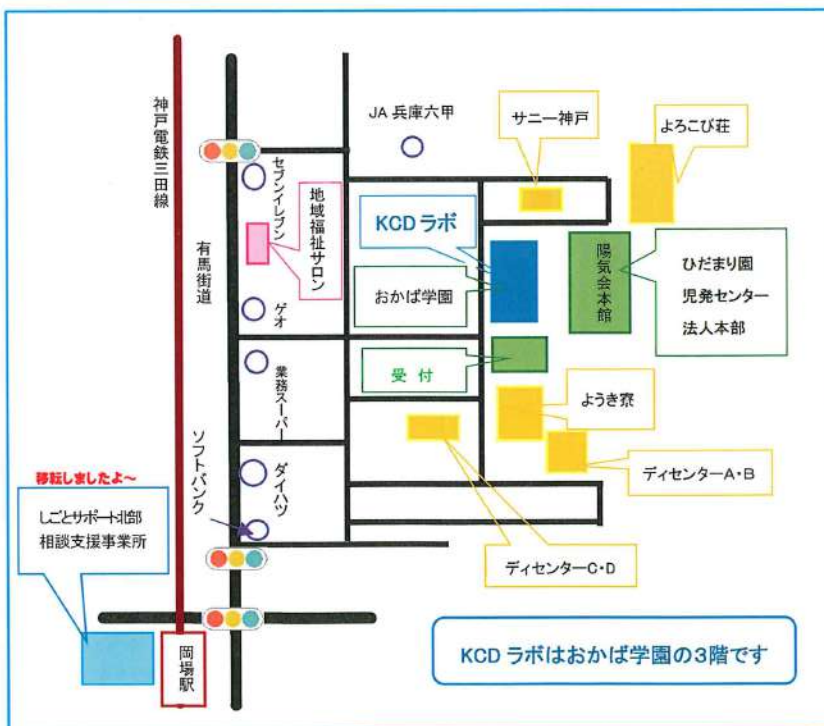 神戸電鉄三田線
有馬街道
JA 兵庫六甲
サニー神戸
よろこび荘
セブンイレブン
地域福祉サロン
KCD ラボ
おかば学園
陽気会本館
ひだまり園
児発センター
法人本部
ゲオ
受付
業務スーパー
ようき寮
ソフトバンク
ダイハツ
ディセンターA・B
移転しましたよ～
しごとサポート北部
相談支援事業所
ディセンターC・D
岡場駅
KCD ラボはおかば学園の3階です